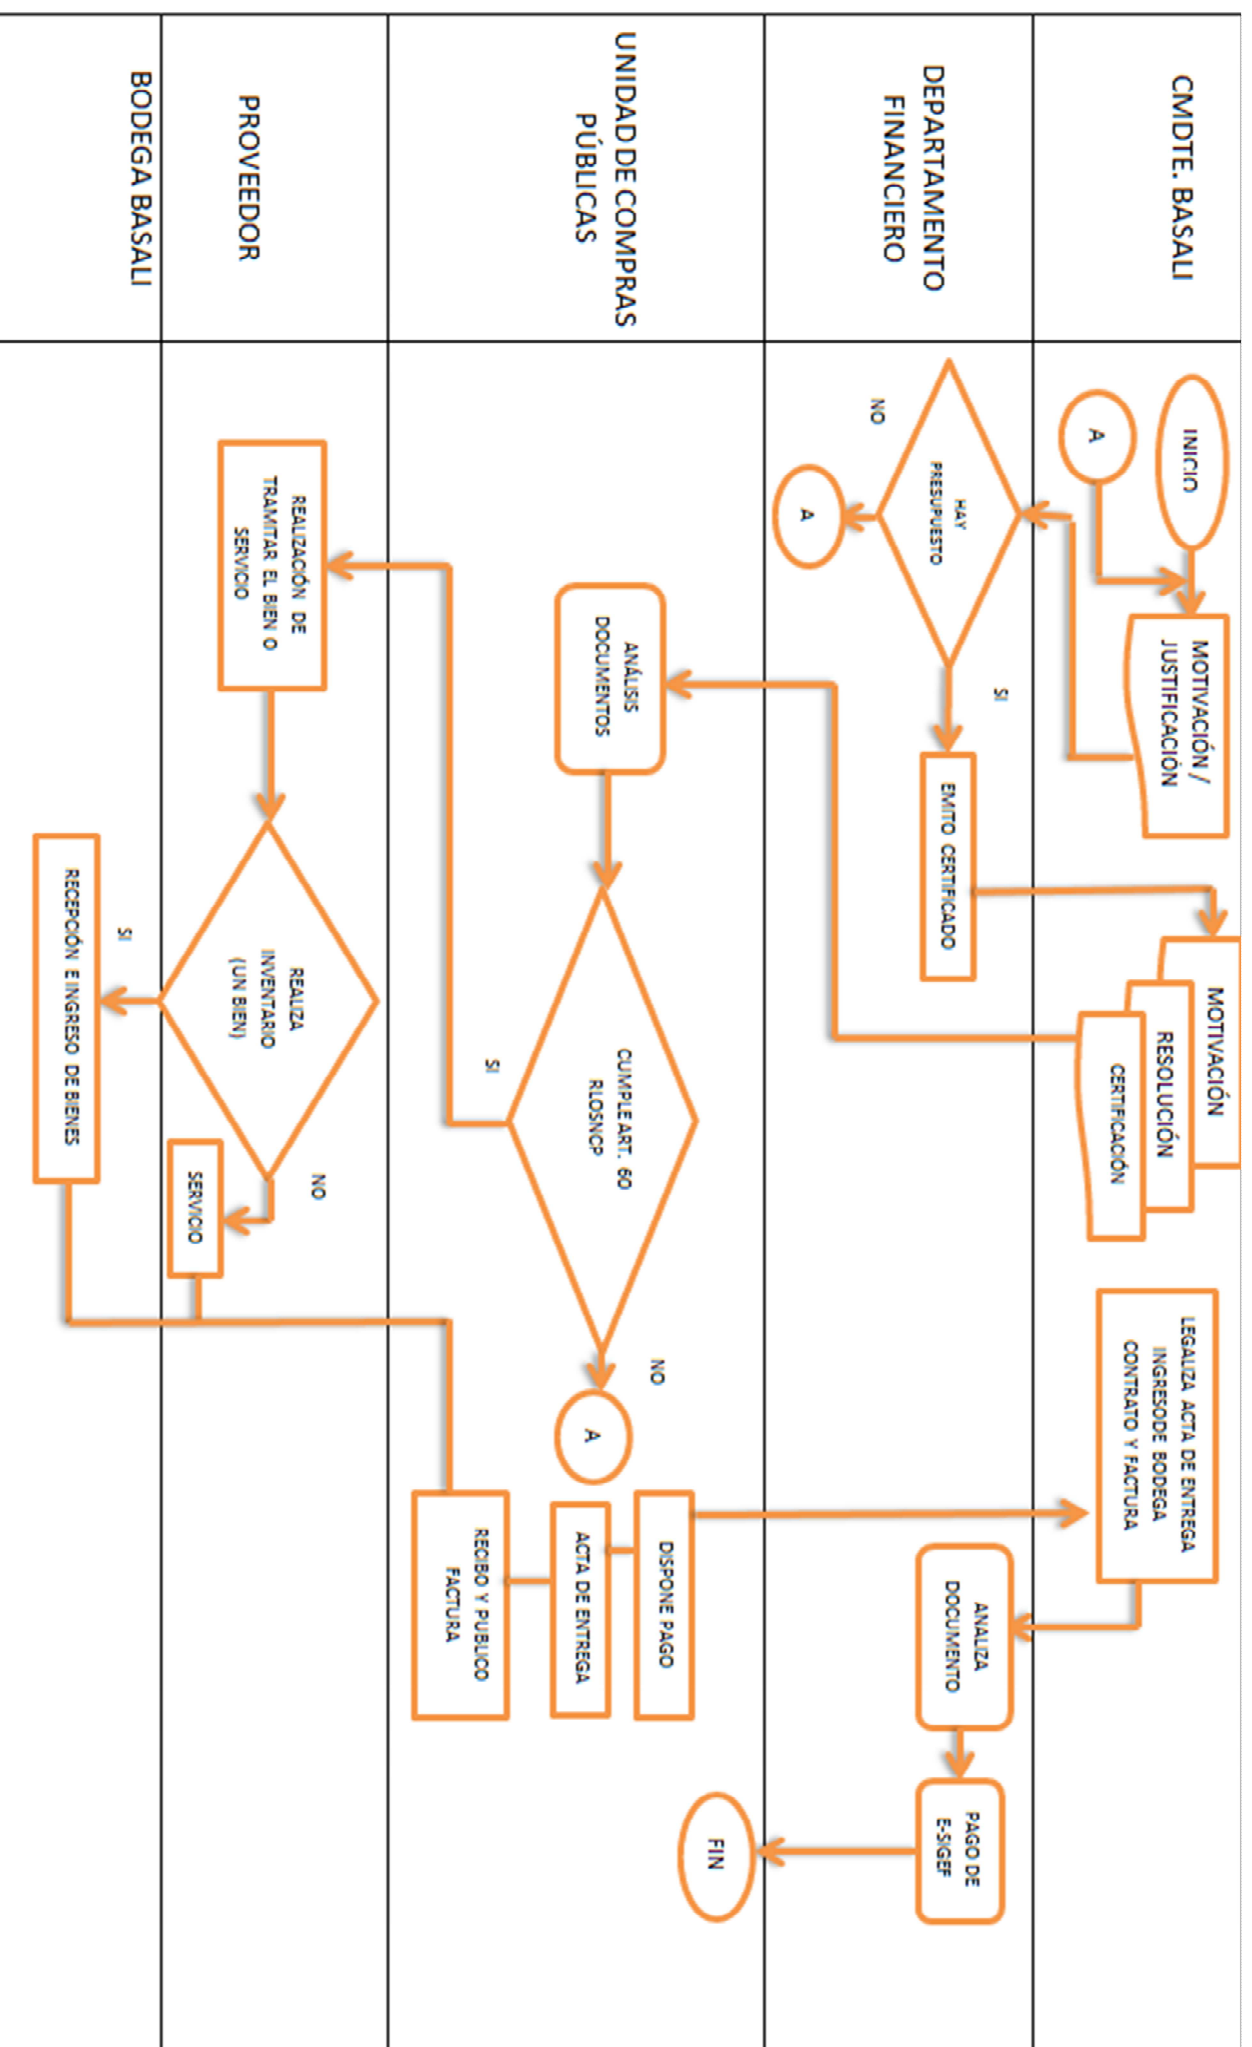 CMDTE. BASALI
INICIO
A
MOTIVACIÓN /
JUSTIFICACIÓN
MOTIVACIÓN
RESOLUCIÓN
CERTIFICACIÓN
LEGALIZA ACTA DE ENTREGA
INGRESODE BODEGA
CONTRATO Y FACTURA
DEPARTAMENTO
FINANCIERO
HAY
PRESUPUESTO
NO
A
SI
EMITO CERTIFICADO
ANALIZA
DOCUMENTO
PAGO DE
E-SIGEF
UNIDAD DE COMPRAS
PÚBLICAS
ANÁLISIS
DOCUMENTOS
CUMPLE ART. 60
RLOSNCP
SI
NO
A
DISPONE PAGO
ACTA DE ENTREGA
RECIBO Y PUBLICO
FACTURA
FIN
PROVEEDOR
REALIZACIÓN DE
TRAMITAR EL BIEN O
SERVICIO
REALIZA
INVENTARIO
(UN BIEN)
NO
SERVICIO
BODEGA BASALI
SI
RECEPCIÓN E INGRESO DE BIENES